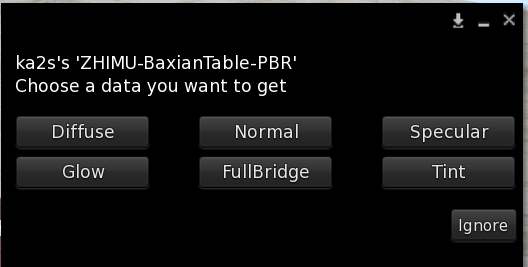 ka2s's 'ZHIMU-BaxianTable-PBR'
Choose a data you want to get
Diffuse Normal Specular
Glow FullBridge Tint
Ignore